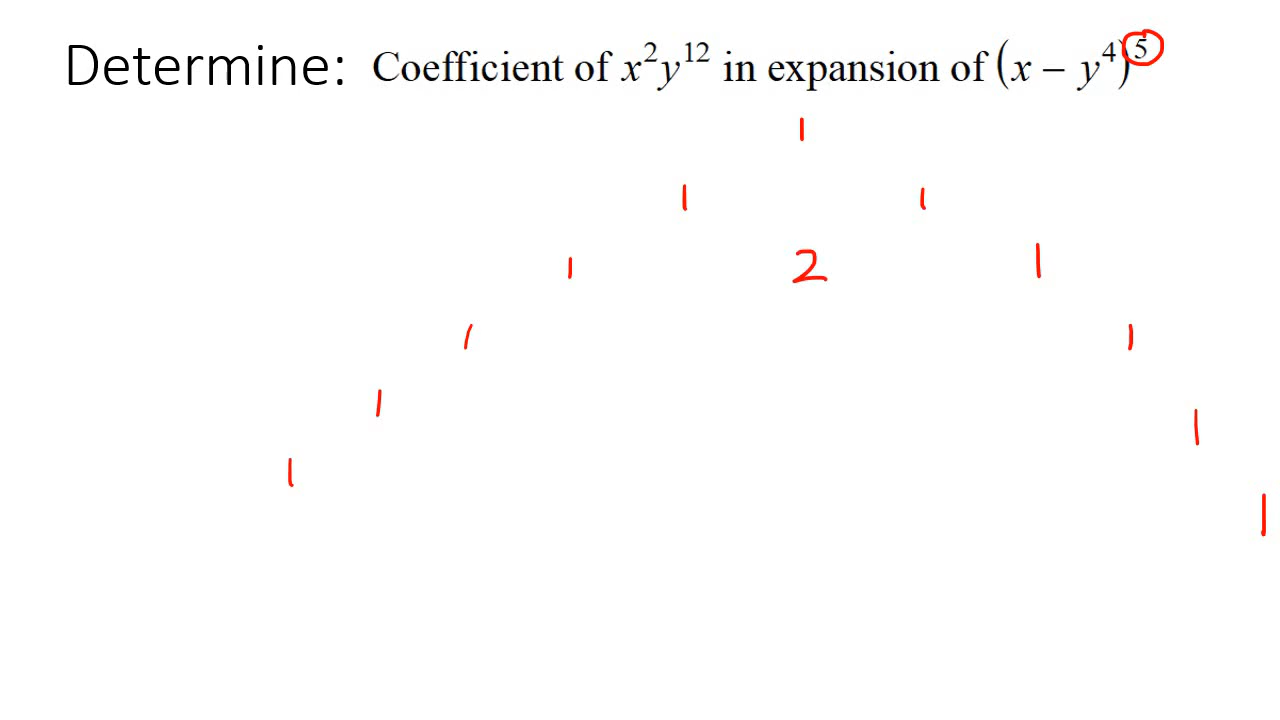 Determine: Coefficient of x²y¹² in expansion of (x − y⁴)⁵
1
1 1
1 2 1
1 1
1 1
1 1